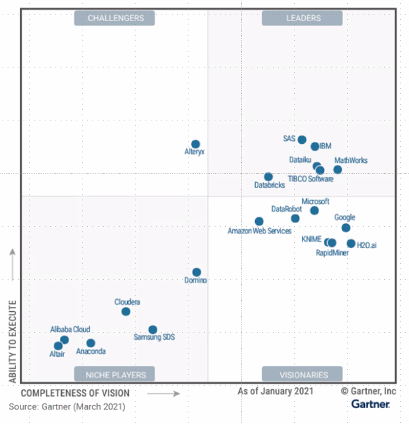 CHALLENGERS
LEADERS
SAS
IBM
Alteryx
Dataiku
MathWorks
TIBCO Software
Databricks
Microsoft
DataRobot
Google
Amazon Web Services
KNIME
H2O.ai
RapidMiner
Domino
Cloudera
Alibaba Cloud
Samsung SDS
Altair
Anaconda
NICHE PLAYERS
VISIONARIES
ABILITY TO EXECUTE
COMPLETENESS OF VISION
As of January 2021
© Gartner, Inc
Source: Gartner (March 2021)
Gartner